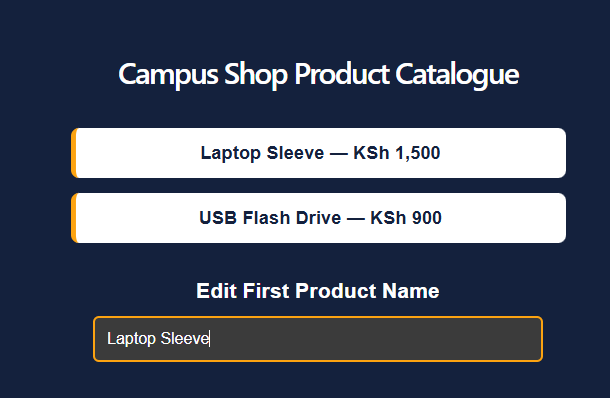 Campus Shop Product Catalogue
Laptop Sleeve — KSh 1,500
USB Flash Drive — KSh 900
Edit First Product Name
Laptop Sleeve